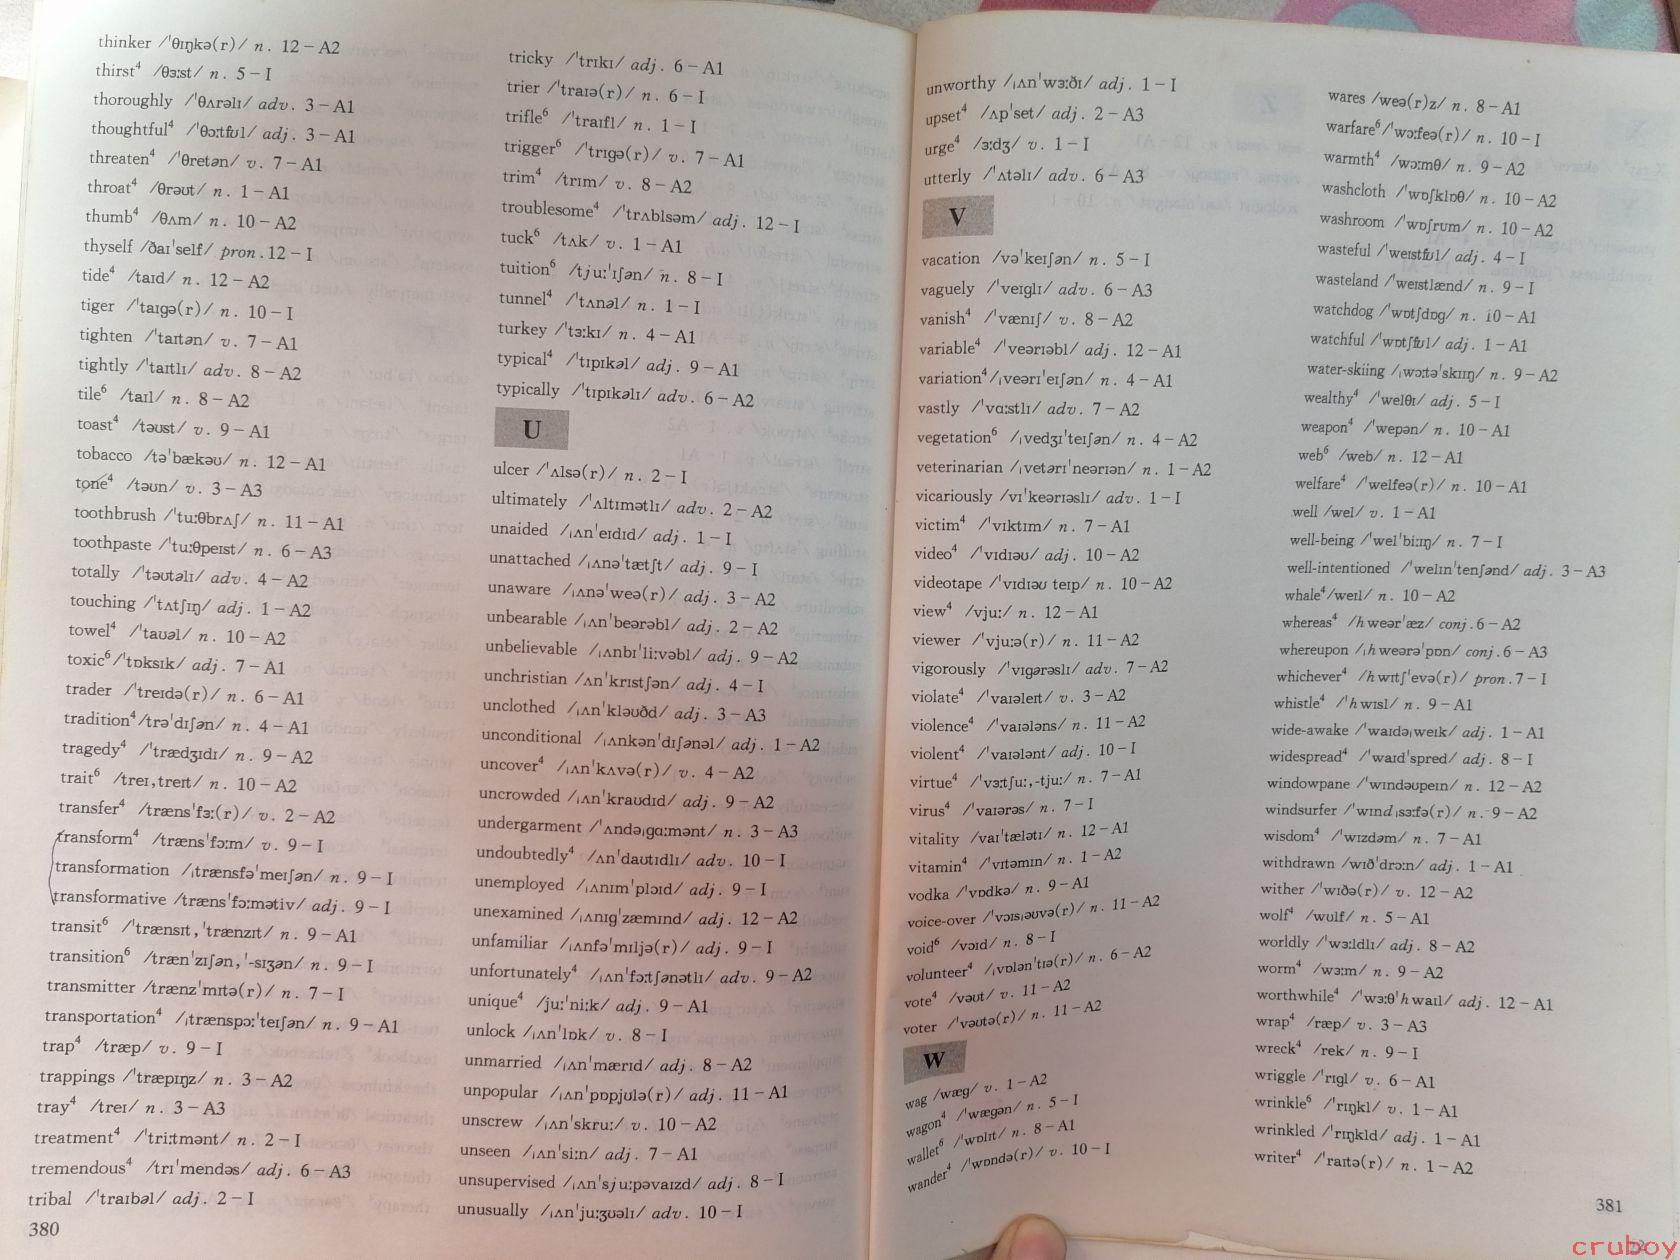 thinker /ˈθɪŋkə(r)/ n. 12-A2
thirst⁴ /θɜːst/ n. 5-I
thoroughly /ˈθʌrəlɪ/ adv. 3-A1
thoughtful⁴ /ˈθɔːtfʊl/ adj. 3-A1
threaten⁴ /ˈθretən/ v. 7-A1
throat⁴ /θrəʊt/ n. 1-A1
thumb⁴ /θʌm/ n. 10-A2
thyself /ðaɪˈself/ pron. 12-I
tide⁴ /taɪd/ n. 12-A2
tiger /ˈtaɪgə(r)/ n. 10-I
tighten /ˈtaɪtən/ v. 7-A1
tightly /ˈtaɪtlɪ/ adv. 8-A2
tile⁶ /taɪl/ n. 8-A2
toast⁴ /təʊst/ v. 9-A1
tobacco /təˈbækəʊ/ n. 12-A1
tone⁴ /təʊn/ v. 3-A3
toothbrush /ˈtuːθbrʌʃ/ n. 11-A1
toothpaste /ˈtuːθpeɪst/ n. 6-A3
totally /ˈtəʊtəlɪ/ adv. 4-A2
touching /ˈtʌtʃɪŋ/ adj. 1-A2
towel⁴ /ˈtaʊəl/ n. 10-A2
toxic⁶ /ˈtɒksɪk/ adj. 7-A1
trader /ˈtreɪdə(r)/ n. 6-A1
tradition⁴ /trəˈdɪʃən/ n. 4-A1
tragedy⁴ /ˈtrædʒɪdɪ/ n. 9-A2
trait⁶ /treɪ, treɪt/ n. 10-A2
transfer⁴ /trænsˈfɜː(r)/ v. 2-A2
transform⁴ /trænsˈfɔːm/ v. 9-I
transformation /ˌtrænsfəˈmeɪʃən/ n. 9-I
transformative /trænsˈfɔːmətiv/ adj. 9-I
transit⁶ /ˈtrænsɪt, ˈtrænzɪt/ n. 9-A1
transition⁶ /trænˈzɪʃən, ˈ-sɪʒən/ n. 9-I
transmitter /trænzˈmɪtə(r)/ n. 7-I
transportation⁴ /ˌtrænspɔːˈteɪʃən/ n. 9-A1
trap⁴ /træp/ v. 9-I
trappings /ˈtræpɪŋz/ n. 3-A2
tray⁴ /treɪ/ n. 3-A3
treatment⁴ /ˈtriːtmənt/ n. 2-I
tremendous⁴ /trɪˈmendəs/ adj. 6-A3
tribal /ˈtraɪbəl/ adj. 2-I
380
tricky /ˈtrɪkɪ/ adj. 6-A1
trier /ˈtraɪə(r)/ n. 6-I
trifle⁶ /ˈtraɪfl/ n. 1-I
trigger⁶ /ˈtrɪgə(r)/ v. 7-A1
trim⁴ /trɪm/ v. 8-A2
troublesome⁴ /ˈtrʌblsəm/ adj. 12-I
tuck⁶ /tʌk/ v. 1-A1
tuition⁶ /tjuːˈɪʃən/ n. 8-I
tunnel⁴ /ˈtʌnəl/ n. 1-I
turkey /ˈtɜːkɪ/ n. 4-A1
typical⁴ /ˈtɪpɪkəl/ adj. 9-A1
typically /ˈtɪpɪkəlɪ/ adv. 6-A2
U
ulcer /ˈʌlsə(r)/ n. 2-I
ultimately /ˈʌltɪmətlɪ/ adv. 2-A2
unaided /ˌʌnˈeɪdɪd/ adj. 1-I
unattached /ˌʌnəˈtætʃt/ adj. 9-I
unaware /ˌʌnəˈweə(r)/ adj. 3-A2
unbearable /ˌʌnˈbeərəbl/ adj. 2-A2
unbelievable /ˌʌnbɪˈliːvəbl/ adj. 9-A2
unchristian /ʌnˈkrɪstʃən/ adj. 4-I
unclothed /ˌʌnˈkləʊðd/ adj. 3-A3
unconditional /ˌʌnkənˈdɪʃənəl/ adj. 1-A2
uncover⁴ /ˌʌnˈkʌvə(r)/ v. 4-A2
uncrowded /ˌʌnˈkraʊdɪd/ adj. 9-A2
undergarment /ˈʌndəˌgɑːmənt/ n. 3-A3
undoubtedly⁴ /ʌnˈdaʊtɪdlɪ/ adv. 10-I
unemployed /ˌʌnɪmˈplɔɪd/ adj. 9-I
unexamined /ˌʌnɪgˈzæmɪnd/ adj. 12-A2
unfamiliar /ˌʌnfəˈmɪljə(r)/ adj. 9-I
unfortunately⁴ /ˌʌnˈfɔːtʃənətlɪ/ adv. 9-A2
unique⁴ /juːˈniːk/ adj. 9-A1
unlock /ˌʌnˈlɒk/ v. 8-I
unmarried /ˌʌnˈmærɪd/ adj. 8-A2
unpopular /ˌʌnˈpɒpjʊlə(r)/ adj. 11-A1
unscrew /ˌʌnˈskruː/ v. 10-A2
unseen /ˌʌnˈsiːn/ adj. 7-A1
unsupervised /ˌʌnˈsjuːpəvaɪzd/ adj. 8-I
unusually /ˌʌnˈjuːʒʊəlɪ/ adv. 10-I
unworthy /ˌʌnˈwɜːðɪ/ adj. 1-I
upset⁴ /ʌpˈset/ adj. 2-A3
urge⁴ /ɜːdʒ/ v. 1-I
utterly /ˈʌtəlɪ/ adv. 6-A3
V
vacation /vəˈkeɪʃən/ n. 5-I
vaguely /ˈveɪglɪ/ adv. 6-A3
vanish⁴ /ˈvænɪʃ/ v. 8-A2
variable⁴ /ˈveərɪəbl/ adj. 12-A1
variation⁴ /ˌveərɪˈeɪʃən/ n. 4-A1
vastly /ˈvɑːstlɪ/ adv. 7-A2
vegetation⁶ /ˌvedʒɪˈteɪʃən/ n. 4-A2
veterinarian /ˌvetərɪˈneərɪən/ n. 1-A2
vicariously /vɪˈkeərɪəslɪ/ adv. 1-I
victim⁴ /ˈvɪktɪm/ n. 7-A1
video⁴ /ˈvɪdɪəʊ/ adj. 10-A2
videotape /ˈvɪdɪəʊ teɪp/ n. 10-A2
view⁴ /vjuː/ n. 12-A1
viewer /ˈvjuːə(r)/ n. 11-A2
vigorously /ˈvɪgərəslɪ/ adv. 7-A2
violate⁴ /ˈvaɪəleɪt/ v. 3-A2
violence⁴ /ˈvaɪələns/ n. 11-A2
violent⁴ /ˈvaɪələnt/ adj. 10-I
virtue⁴ /ˈvɜːtʃuː, -tjuː/ n. 7-A1
virus⁴ /ˈvaɪərəs/ n. 7-I
vitality /vaɪˈtælətɪ/ n. 12-A1
vitamin⁴ /ˈvɪtəmɪn/ n. 1-A2
vodka /ˈvɒdkə/ n. 9-A1
voice-over /ˈvɔɪsˌəʊvə(r)/ n. 11-A2
void⁶ /vɔɪd/ n. 8-I
volunteer⁴ /ˌvɒlənˈtɪə(r)/ n. 6-A2
vote⁴ /vəʊt/ v. 11-A2
voter /ˈvəʊtə(r)/ n. 11-A2
W
wag /wæg/ v. 1-A2
wagon⁴ /ˈwægən/ n. 5-I
wallet⁶ /ˈwɒlɪt/ n. 8-A1
wander⁴ /ˈwɒndə(r)/ v. 10-I
wares /weə(r)z/ n. 8-A1
warfare⁶ /ˈwɔːfeə(r)/ n. 10-I
warmth⁴ /wɔːmθ/ n. 9-A2
washcloth /ˈwɒʃklɒθ/ n. 10-A2
washroom /ˈwɒʃrʊm/ n. 10-A2
wasteful /ˈweɪstfʊl/ adj. 4-I
wasteland /ˈweɪstlænd/ n. 9-I
watchdog /ˈwɒtʃdɒg/ n. 10-A1
watchful /ˈwɒtʃfʊl/ adj. 1-A1
water-skiing /ˌwɔːtəˈskiɪŋ/ n. 9-A2
wealthy⁴ /ˈwelθɪ/ adj. 5-I
weapon⁴ /ˈwepən/ n. 10-A1
web⁶ /web/ n. 12-A1
welfare⁴ /ˈwelfeə(r)/ n. 10-A1
well /wel/ v. 1-A1
well-being /ˈwelˈbiːɪŋ/ n. 7-I
well-intentioned /ˈwelɪnˈtenʃənd/ adj. 3-A3
whale⁴ /weɪl/ n. 10-A2
whereas⁴ /hweərˈæz/ conj. 6-A2
whereupon /ˌhweərəˈpɒn/ conj. 6-A3
whichever⁴ /hwɪtʃˈevə(r)/ pron. 7-I
whistle⁴ /ˈhwɪsl/ n. 9-A1
wide-awake /ˈwaɪdəˌweɪk/ adj. 1-A1
widespread⁴ /ˈwaɪdˈspred/ adj. 8-I
windowpane /ˈwɪndəʊpeɪn/ n. 12-A2
windsurfer /ˈwɪndˌsɜːfə(r)/ n. 9-A2
wisdom⁴ /ˈwɪzdəm/ n. 7-A1
withdrawn /wɪðˈdrɔːn/ adj. 1-A1
wither /ˈwɪðə(r)/ v. 12-A2
wolf⁴ /wʊlf/ n. 5-A1
worldly /ˈwɜːldlɪ/ adj. 8-A2
worm⁴ /wɜːm/ n. 9-A2
worthwhile⁴ /ˈwɜːθˈhwaɪl/ adj. 12-A1
wrap⁴ /ræp/ v. 3-A3
wreck⁴ /rek/ n. 9-I
wriggle /ˈrɪgl/ v. 6-A1
wrinkle⁶ /ˈrɪŋkl/ v. 1-A1
wrinkled /ˈrɪŋkld/ adj. 1-A1
writer⁴ /ˈraɪtə(r)/ n. 1-A2
381
cruboy